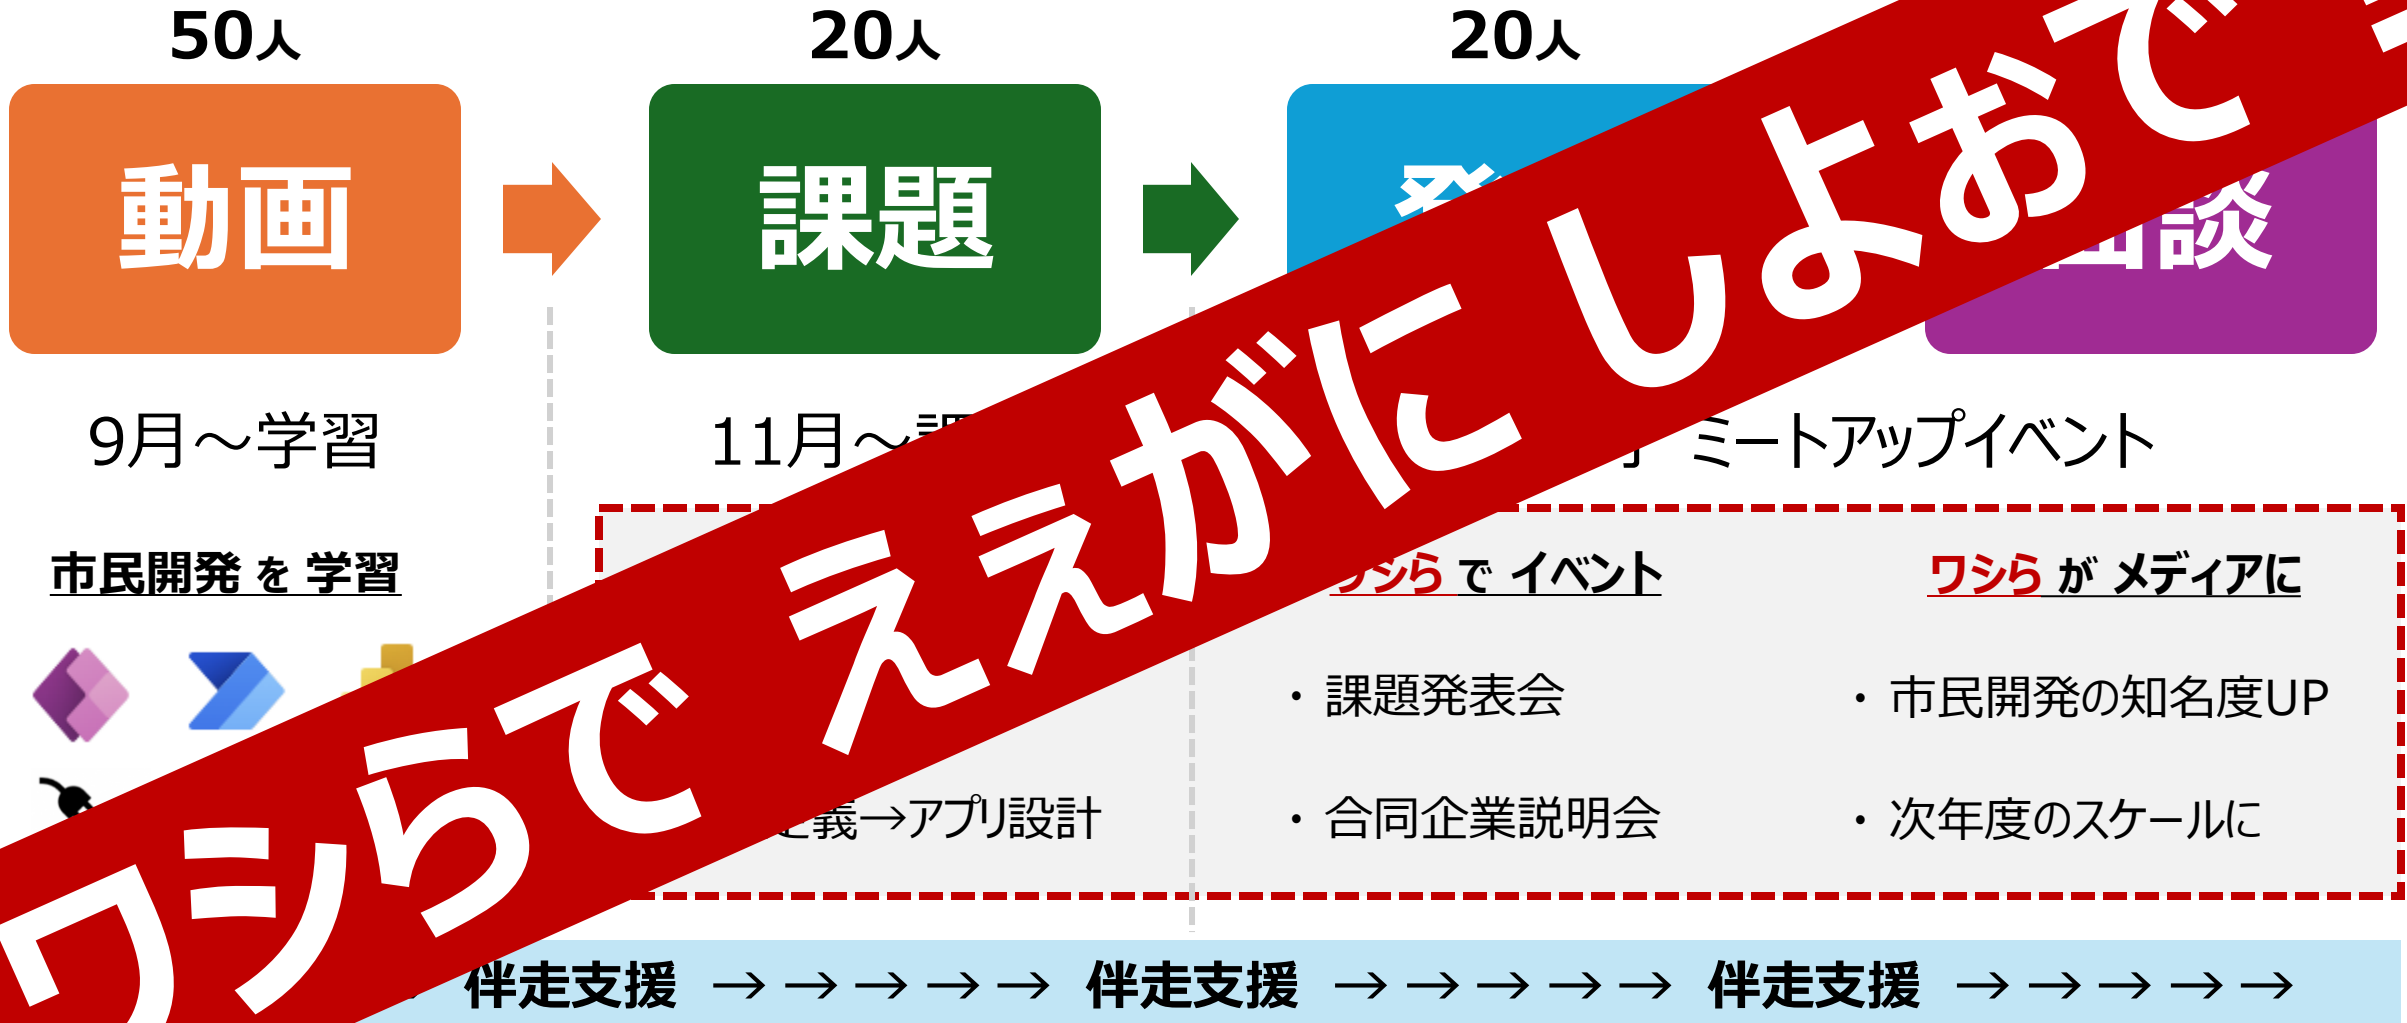 50人
20人
20人
動画
課題
談
9月～学習
11月～
ミートアップイベント
市民開発 を 学習
ワシら で イベント
ワシら が メディアに
・課題発表会
・市民開発の知名度UP
義→アプリ設計
・合同企業説明会
・次年度のスケールに
ワシらで ええがに しよおで
伴走支援 →→→→→ 伴走支援 →→→→→ 伴走支援 →→→→→